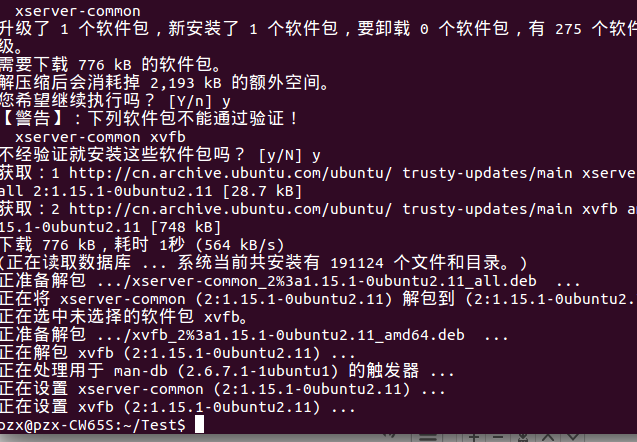 xserver-common
升级了 1 个软件包，新安装了 1 个软件包，要卸载 0 个软件包，有 275 个软件
级。
需要下载 776 kB 的软件包。
解压缩后会消耗掉 2,193 kB 的额外空间。
您希望继续执行吗？ [Y/n] y
【警告】：下列软件包不能通过验证！
xserver-common xvfb
不经验证就安装这些软件包吗？ [y/N] y
获取：1 http://cn.archive.ubuntu.com/ubuntu/ trusty-updates/main xserve
all 2:1.15.1-0ubuntu2.11 [28.7 kB]
获取：2 http://cn.archive.ubuntu.com/ubuntu/ trusty-updates/main xvfb am
15.1-0ubuntu2.11 [748 kB]
下载 776 kB，耗时 1秒 (564 kB/s)
(正在读取数据库 ... 系统当前共安装有 191124 个文件和目录。)
正准备解包 .../xserver-common_2%3a1.15.1-0ubuntu2.11_all.deb ...
正在将 xserver-common (2:1.15.1-0ubuntu2.11) 解包到 (2:1.15.1-0ubuntu2.
正在选中未选择的软件包 xvfb。
正准备解包 .../xvfb_2%3a1.15.1-0ubuntu2.11_amd64.deb ...
正在解包 xvfb (2:1.15.1-0ubuntu2.11) ...
正在处理用于 man-db (2.6.7.1-1ubuntu1) 的触发器 ...
正在设置 xserver-common (2:1.15.1-0ubuntu2.11) ...
正在设置 xvfb (2:1.15.1-0ubuntu2.11) ...
pzx@pzx-CW65S:~/Test$